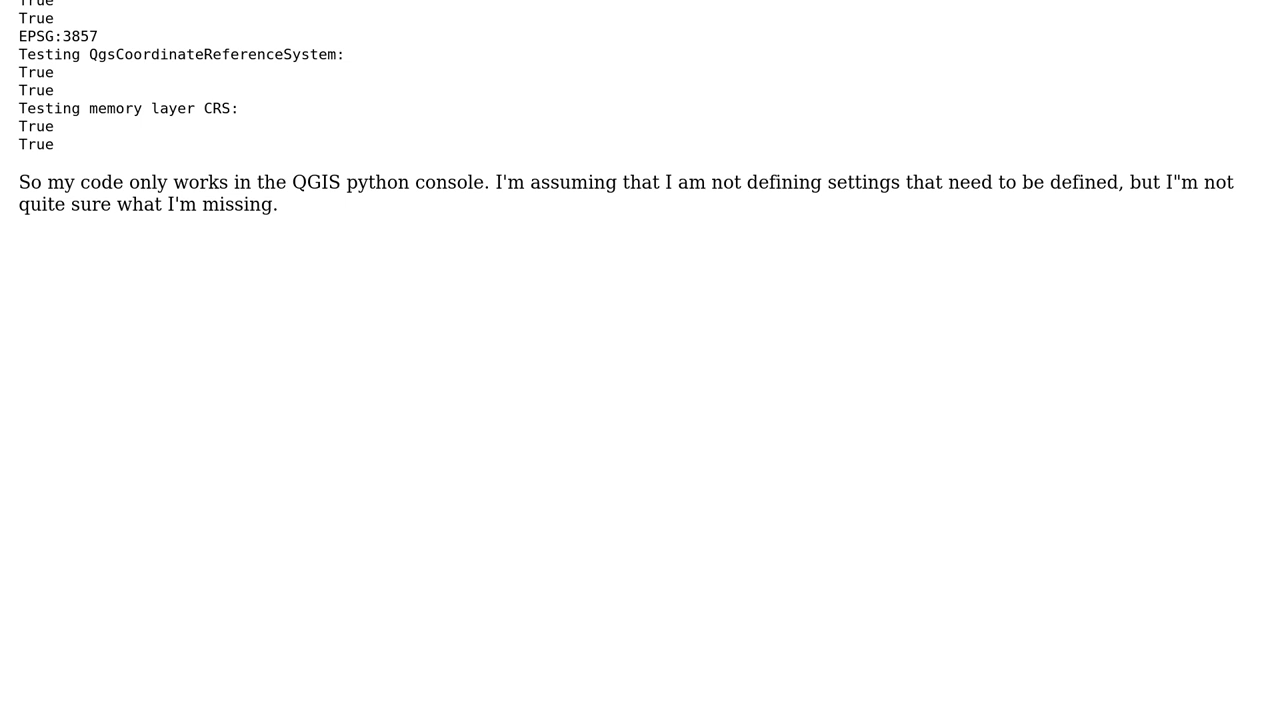 True
True
EPSG:3857
Testing QgsCoordinateReferenceSystem:
True
True
Testing memory layer CRS:
True
True
So my code only works in the QGIS python console. I'm assuming that I am not defining settings that need to be defined, but I"m not
quite sure what I'm missing.